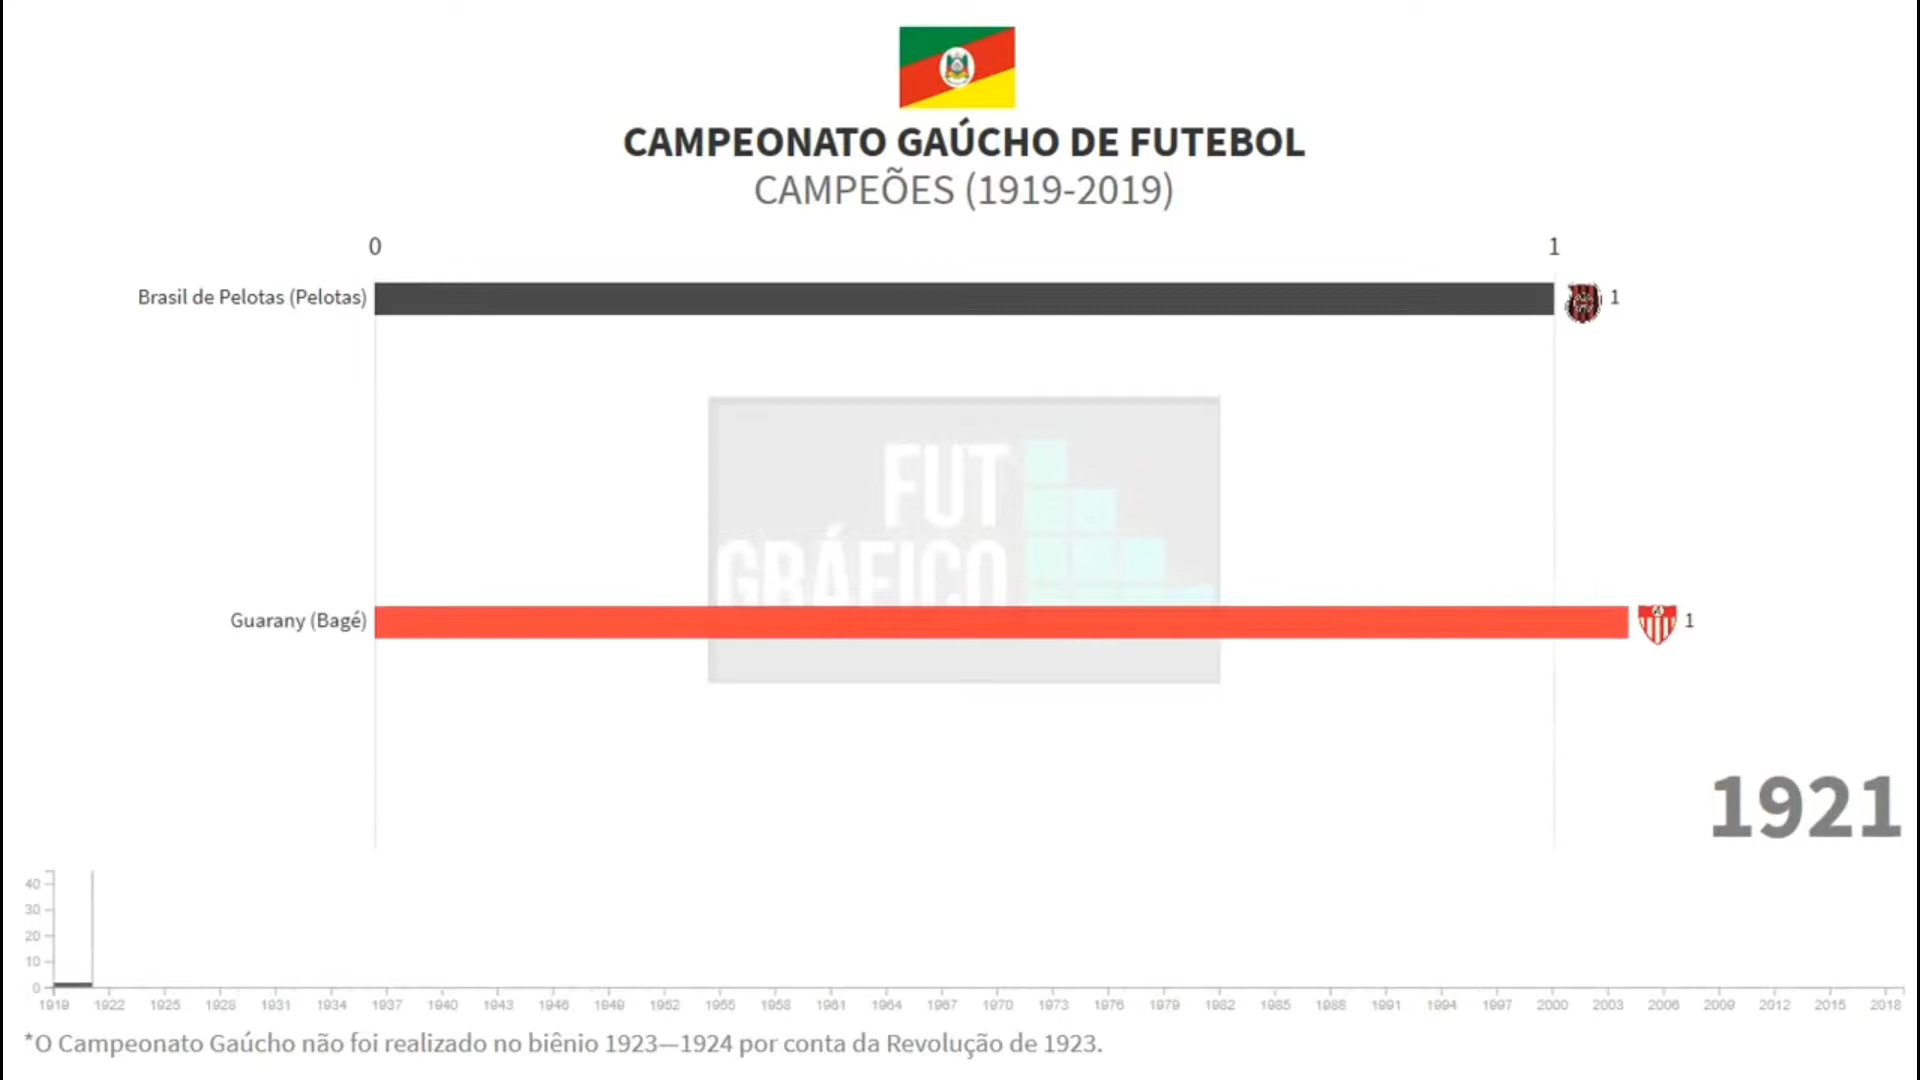 CAMPEONATO GAÚCHO DE FUTEBOL
CAMPEÕES (1919-2019)
0 1
Brasil de Pelotas (Pelotas) 1
FUT
GRÁFICO
Guarany (Bagé) 1
1921
40
30
20
10
0
1919 1922 1925 1928 1931 1934 1937 1940 1943 1946 1949 1952 1955 1958 1961 1964 1967 1970 1973 1976 1979 1982 1985 1988 1991 1994 1997 2000 2003 2006 2009 2012 2015 2018
*O Campeonato Gaúcho não foi realizado no biênio 1923—1924 por conta da Revolução de 1923.